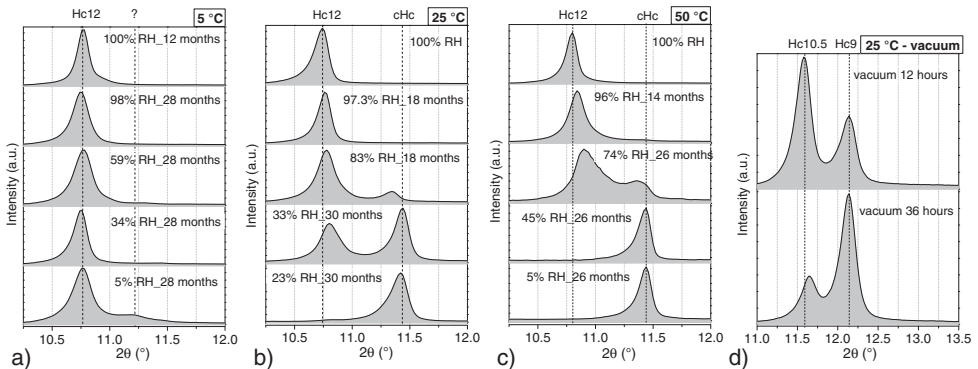 Hc12 ? 5 °C
100% RH_12 months
98% RH_28 months
59% RH_28 months
34% RH_28 months
5% RH_28 months
Intensity (a.u.)
10.5 11.0 11.5 12.0
2θ (°)
a)
Hc12 cHc 25 °C
100% RH
97.3% RH_18 months
83% RH_18 months
33% RH_30 months
23% RH_30 months
Intensity (a.u.)
10.5 11.0 11.5 12.0
2θ (°)
b)
Hc12 cHc 50 °C
100% RH
96% RH_14 months
74% RH_26 months
45% RH_26 months
5% RH_26 months
Intensity (a.u.)
10.5 11.0 11.5 12.0
2θ (°)
c)
Hc10.5 Hc9 25 °C - vacuum
vacuum 12 hours
vacuum 36 hours
Intensity (a.u.)
11.0 11.5 12.0 12.5 13.0 13.5
2θ (°)
d)